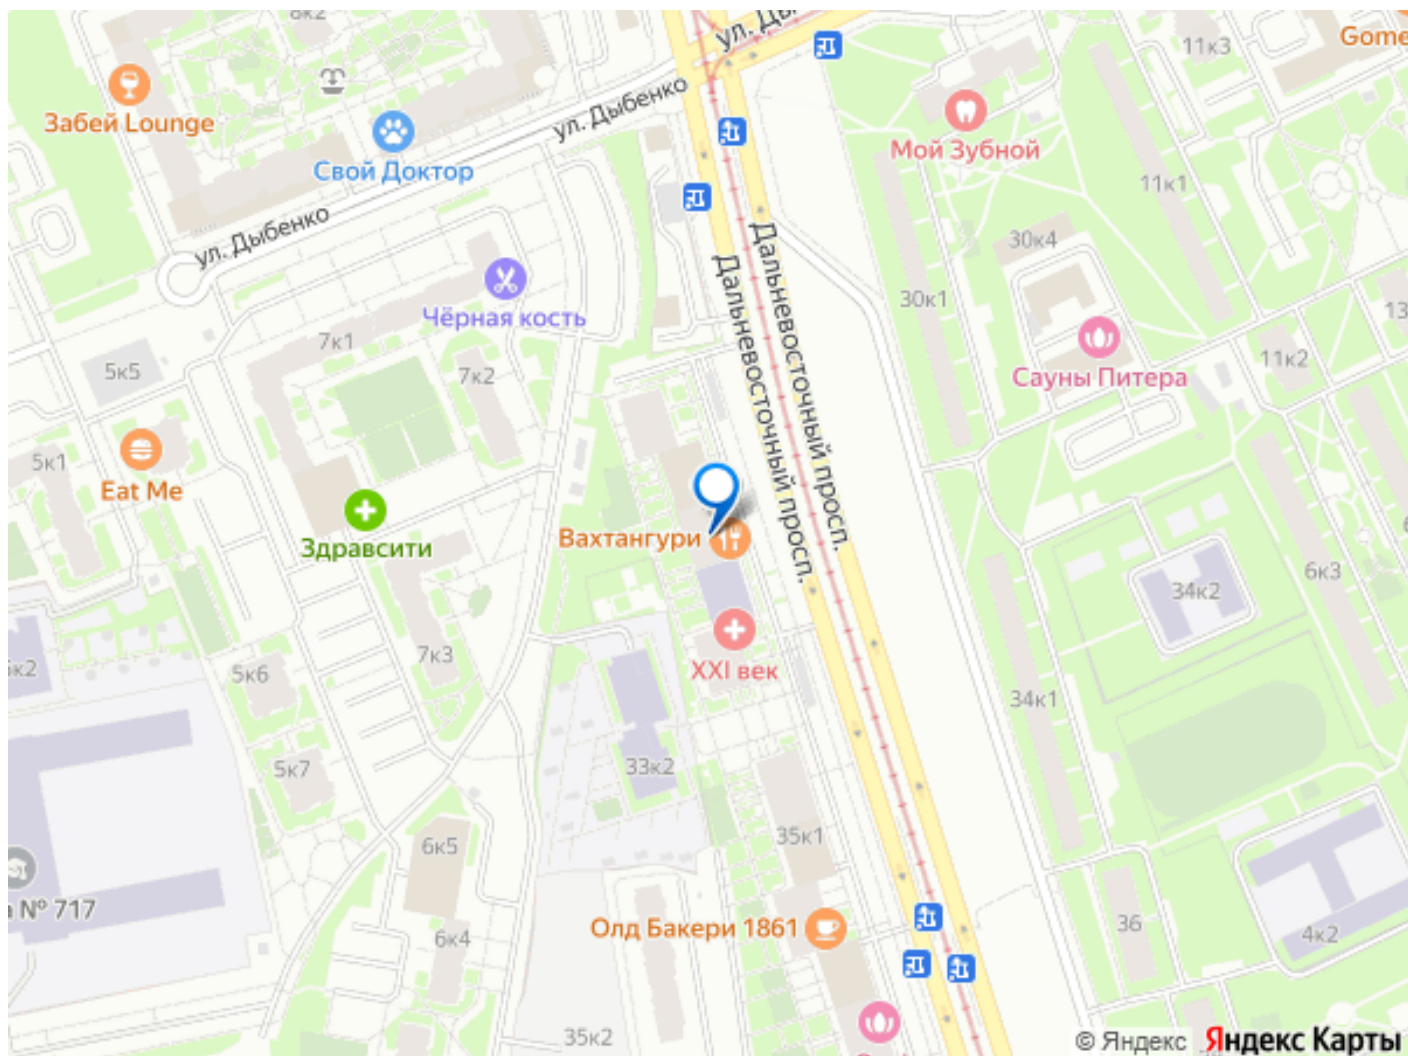 8к2
ул. Ды
11к3
Gome
Забей Lounge
ул. Дыбенко
Мой Зубной
Свой Доктор
11к1
ул. Дыбенко
30к4
Дальневосточный просп.
Дальневосточный просп.
30к1
Чёрная кость
13
7к1
11к2
5к5
7к2
Сауны Питера
5к1
Eat Me
Вахтангури
Здравсити
6к3
34к2
7к3
5к6
XXI век
34к1
5к7
33к2
35к1
6к5
№ 717
Олд Бакери 1861
36
6к4
4к2
35к2
© Яндекс Яндекс Карты